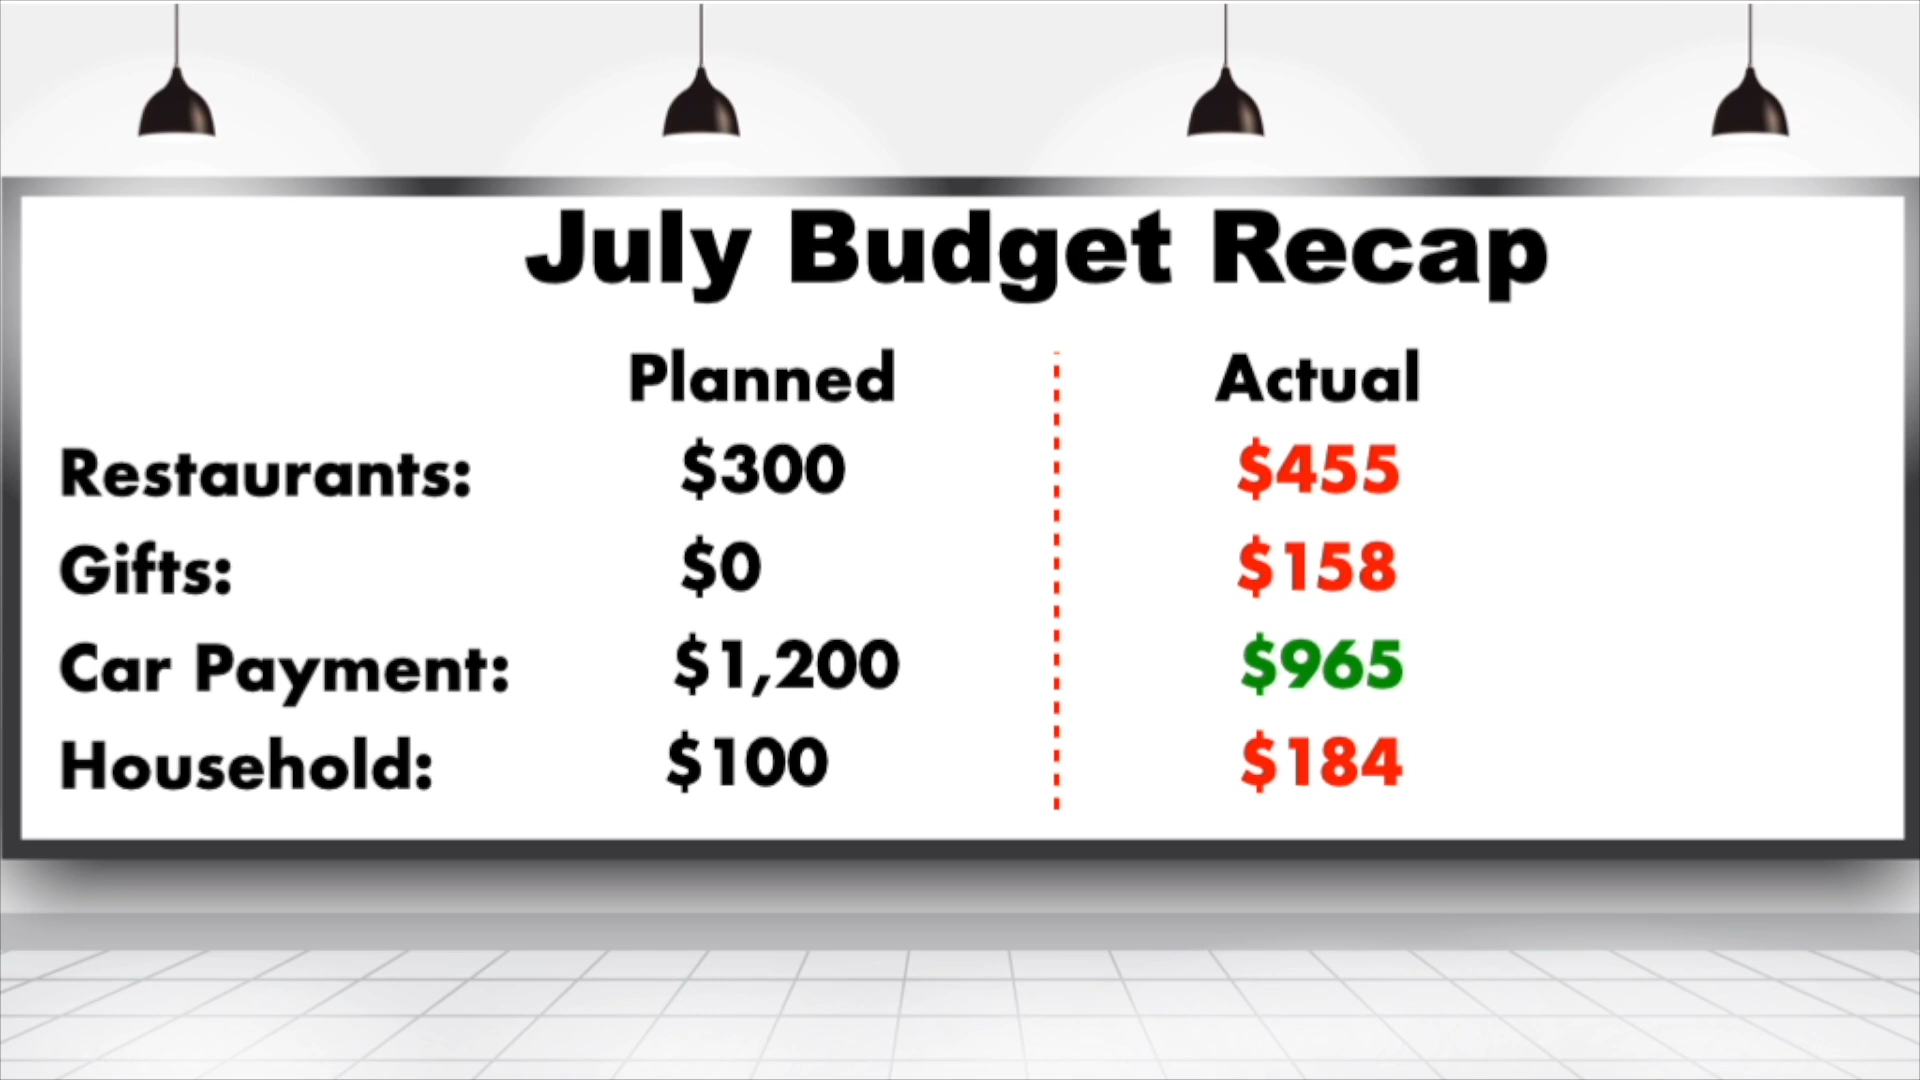 July Budget Recap
Planned Actual
Restaurants: $300 $455
Gifts: $0 $158
Car Payment: $1,200 $965
Household: $100 $184